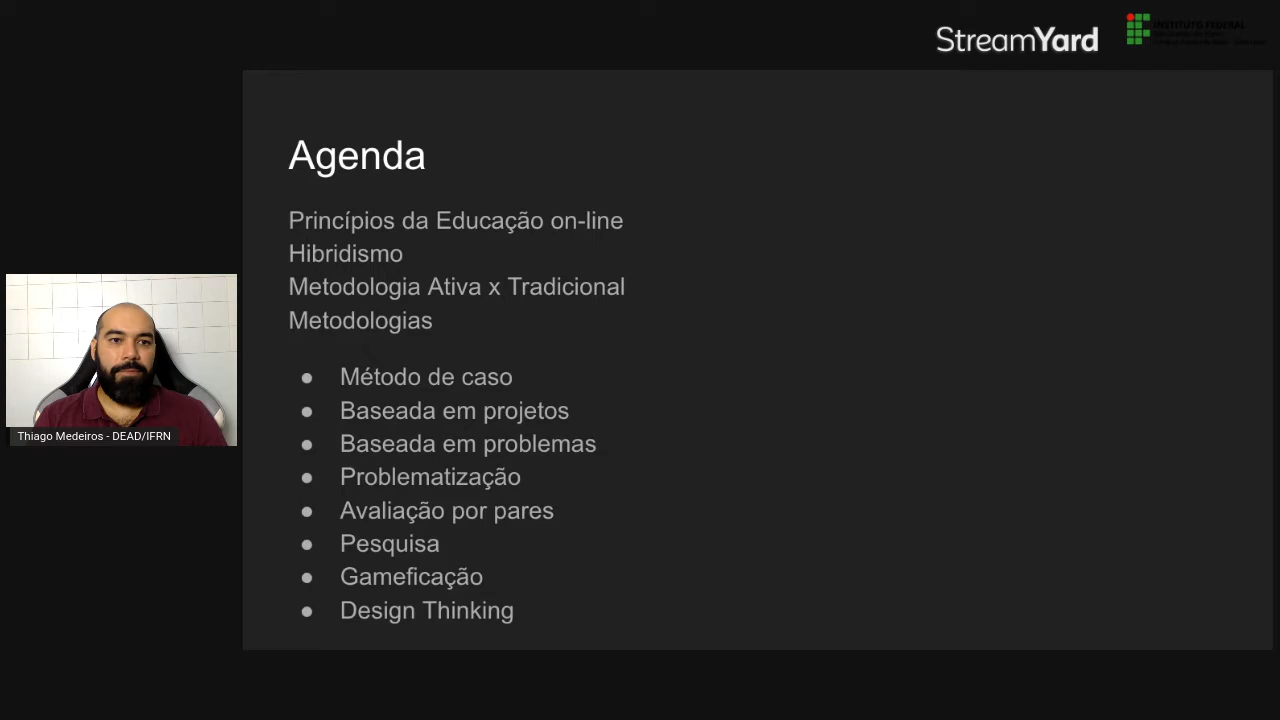 StreamYard
INSTITUTO FEDERAL
Agenda
Princípios da Educação on-line
Hibridismo
Metodologia Ativa x Tradicional
Metodologias
● Método de caso
● Baseada em projetos
● Baseada em problemas
● Problematização
● Avaliação por pares
● Pesquisa
● Gameficação
● Design Thinking
Thiago Medeiros - DEAD/IFRN